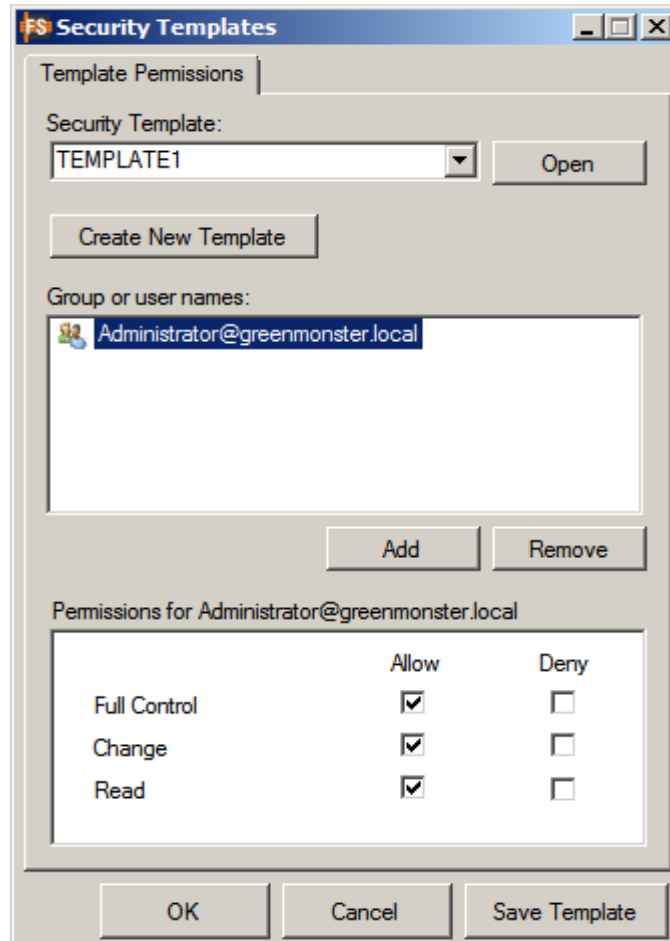 FS Security Templates
Template Permissions
Security Template:
TEMPLATE1
Open
Create New Template
Group or user names:
Administrator@greenmonster.local
Add Remove
Permissions for Administrator@greenmonster.local
Allow Deny
Full Control
Change
Read
OK Cancel Save Template